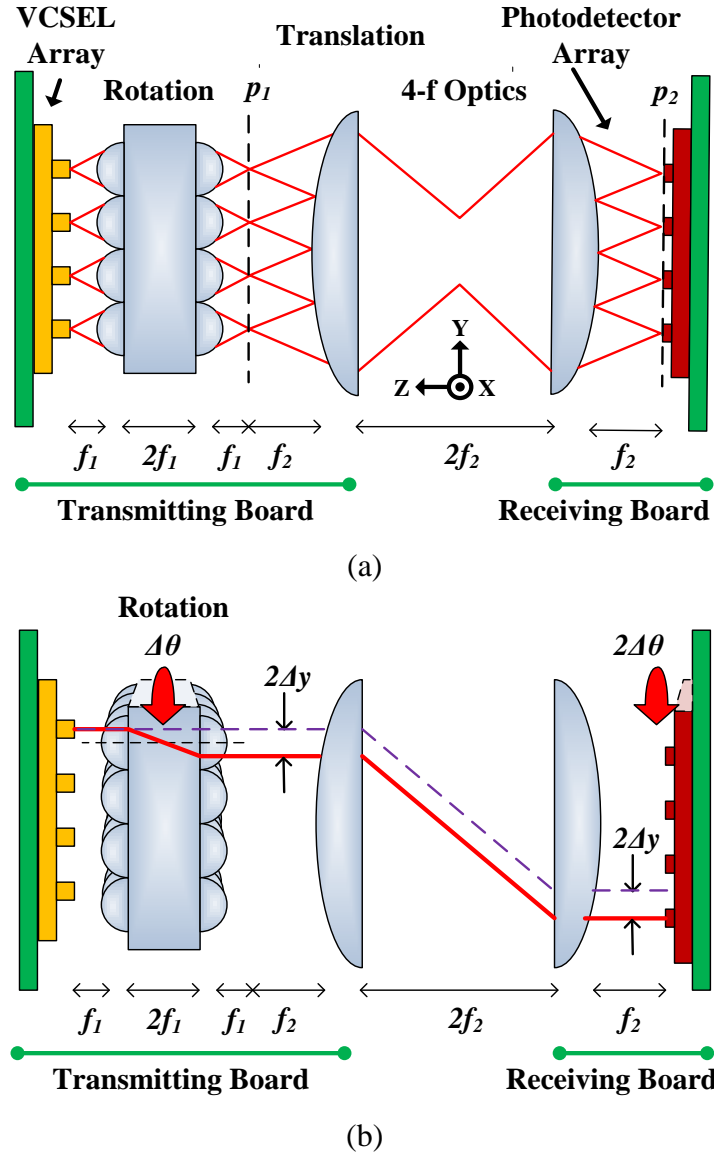 VCSEL
Array
Translation
Photodetector
Array
Rotation
p1
4-f Optics
p2
Y
Z
X
f1
2f1
f1
f2
2f2
f2
Transmitting Board
Receiving Board
(a)
Rotation
Δθ
2Δy
2Δθ
2Δy
f1
2f1
f1
f2
2f2
f2
Transmitting Board
Receiving Board
(b)